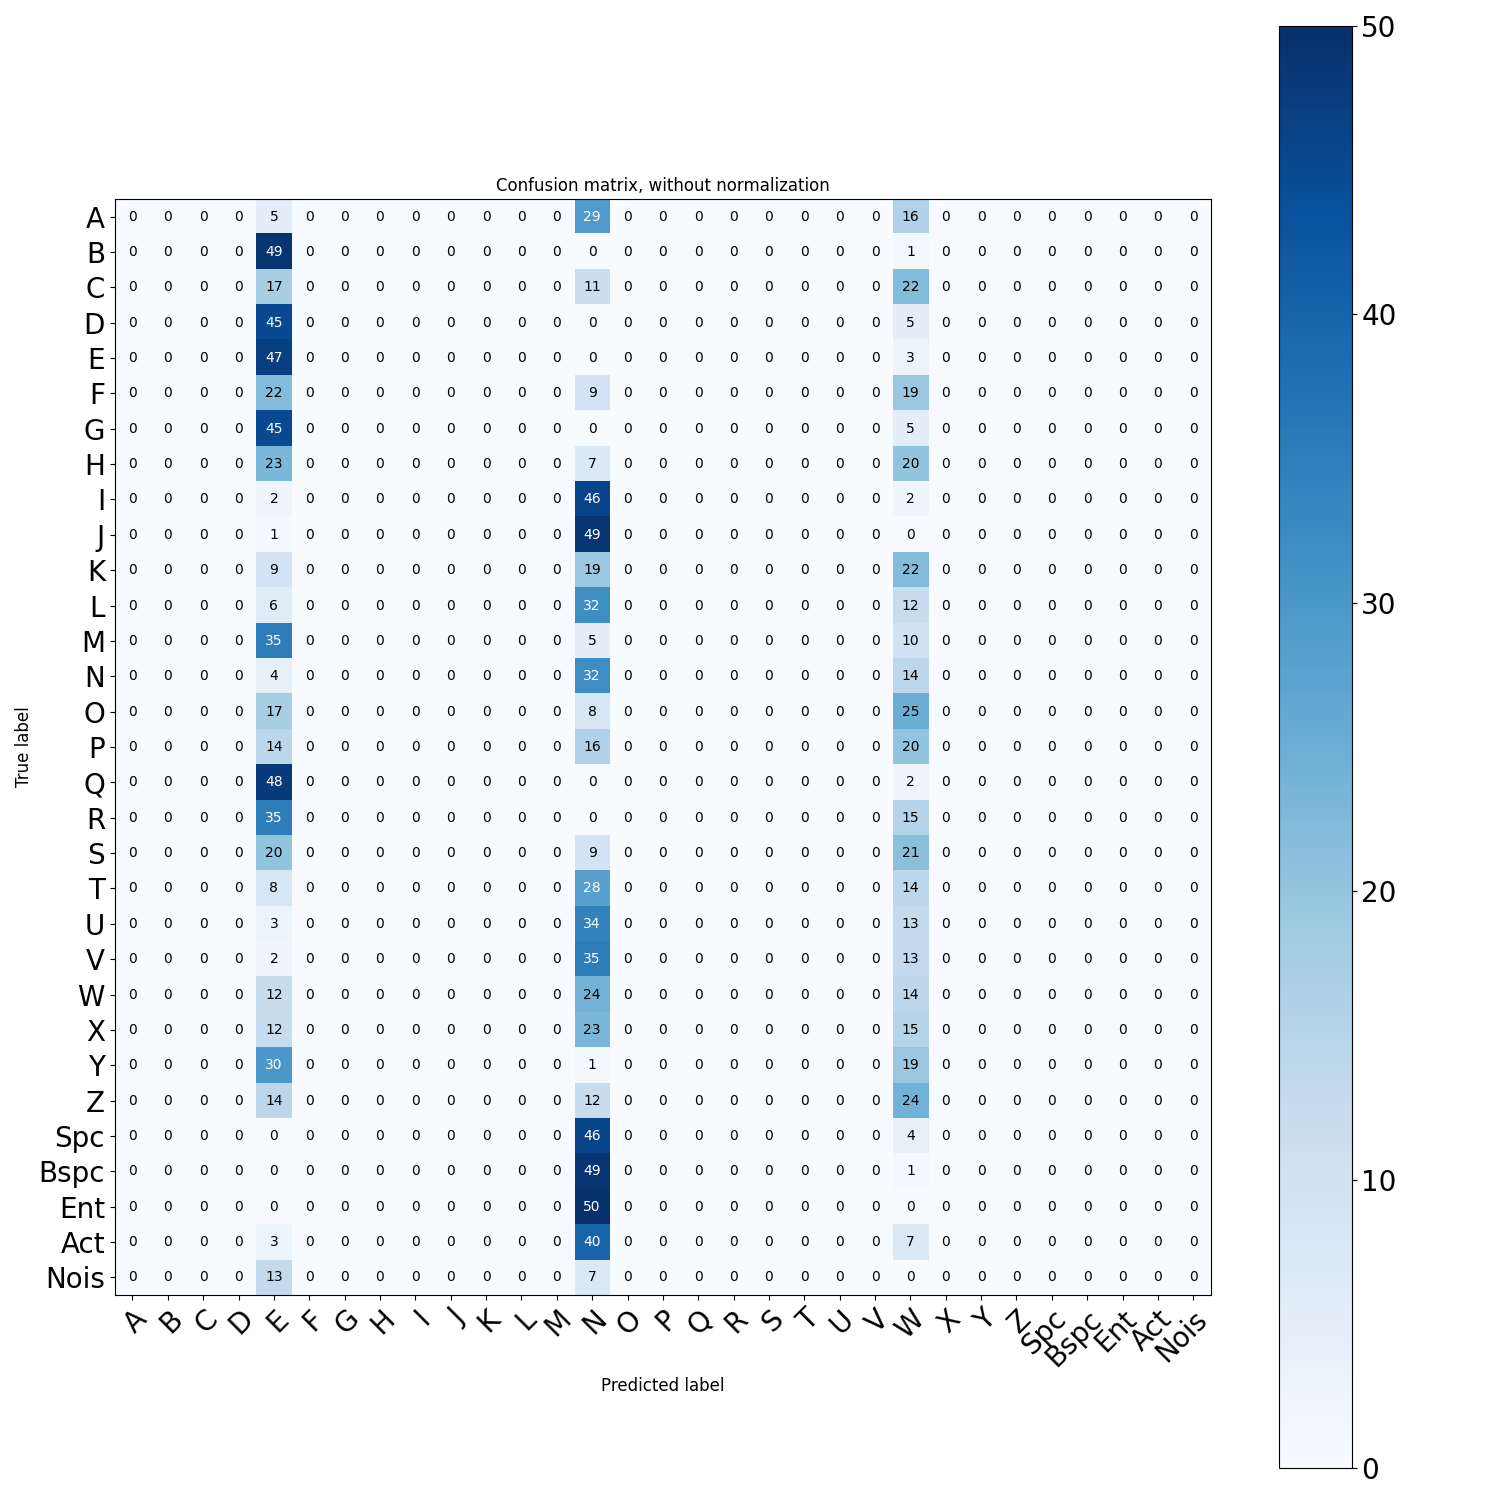 Confusion matrix, without normalization
A 0 0 0 0 5 0 0 0 0 0 0 0 0 29 0 0 0 0 0 0 0 0 16 0 0 0 0 0 0 0 0
B 0 0 0 0 49 0 0 0 0 0 0 0 0 0 0 0 0 0 0 0 0 0 1 0 0 0 0 0 0 0 0
C 0 0 0 0 17 0 0 0 0 0 0 0 0 11 0 0 0 0 0 0 0 0 22 0 0 0 0 0 0 0 0
D 0 0 0 0 45 0 0 0 0 0 0 0 0 0 0 0 0 0 0 0 0 0 5 0 0 0 0 0 0 0 0
E 0 0 0 0 47 0 0 0 0 0 0 0 0 0 0 0 0 0 0 0 0 0 3 0 0 0 0 0 0 0 0
F 0 0 0 0 22 0 0 0 0 0 0 0 0 9 0 0 0 0 0 0 0 0 19 0 0 0 0 0 0 0 0
G 0 0 0 0 45 0 0 0 0 0 0 0 0 0 0 0 0 0 0 0 0 0 5 0 0 0 0 0 0 0 0
H 0 0 0 0 23 0 0 0 0 0 0 0 0 7 0 0 0 0 0 0 0 0 20 0 0 0 0 0 0 0 0
I 0 0 0 0 2 0 0 0 0 0 0 0 0 46 0 0 0 0 0 0 0 0 2 0 0 0 0 0 0 0 0
J 0 0 0 0 1 0 0 0 0 0 0 0 0 49 0 0 0 0 0 0 0 0 0 0 0 0 0 0 0 0 0
K 0 0 0 0 9 0 0 0 0 0 0 0 0 19 0 0 0 0 0 0 0 0 22 0 0 0 0 0 0 0 0
L 0 0 0 0 6 0 0 0 0 0 0 0 0 32 0 0 0 0 0 0 0 0 12 0 0 0 0 0 0 0 0
M 0 0 0 0 35 0 0 0 0 0 0 0 0 5 0 0 0 0 0 0 0 0 10 0 0 0 0 0 0 0 0
N 0 0 0 0 4 0 0 0 0 0 0 0 0 32 0 0 0 0 0 0 0 0 14 0 0 0 0 0 0 0 0
O 0 0 0 0 17 0 0 0 0 0 0 0 0 8 0 0 0 0 0 0 0 0 25 0 0 0 0 0 0 0 0
P 0 0 0 0 14 0 0 0 0 0 0 0 0 16 0 0 0 0 0 0 0 0 20 0 0 0 0 0 0 0 0
Q 0 0 0 0 48 0 0 0 0 0 0 0 0 0 0 0 0 0 0 0 0 0 2 0 0 0 0 0 0 0 0
R 0 0 0 0 35 0 0 0 0 0 0 0 0 0 0 0 0 0 0 0 0 0 15 0 0 0 0 0 0 0 0
S 0 0 0 0 20 0 0 0 0 0 0 0 0 9 0 0 0 0 0 0 0 0 21 0 0 0 0 0 0 0 0
T 0 0 0 0 8 0 0 0 0 0 0 0 0 28 0 0 0 0 0 0 0 0 14 0 0 0 0 0 0 0 0
U 0 0 0 0 3 0 0 0 0 0 0 0 0 34 0 0 0 0 0 0 0 0 13 0 0 0 0 0 0 0 0
V 0 0 0 0 2 0 0 0 0 0 0 0 0 35 0 0 0 0 0 0 0 0 13 0 0 0 0 0 0 0 0
W 0 0 0 0 12 0 0 0 0 0 0 0 0 24 0 0 0 0 0 0 0 0 14 0 0 0 0 0 0 0 0
X 0 0 0 0 12 0 0 0 0 0 0 0 0 23 0 0 0 0 0 0 0 0 15 0 0 0 0 0 0 0 0
Y 0 0 0 0 30 0 0 0 0 0 0 0 0 1 0 0 0 0 0 0 0 0 19 0 0 0 0 0 0 0 0
Z 0 0 0 0 14 0 0 0 0 0 0 0 0 12 0 0 0 0 0 0 0 0 24 0 0 0 0 0 0 0 0
Spc 0 0 0 0 0 0 0 0 0 0 0 0 0 46 0 0 0 0 0 0 0 0 4 0 0 0 0 0 0 0 0
Bspc 0 0 0 0 0 0 0 0 0 0 0 0 0 49 0 0 0 0 0 0 0 0 1 0 0 0 0 0 0 0 0
Ent 0 0 0 0 0 0 0 0 0 0 0 0 0 50 0 0 0 0 0 0 0 0 0 0 0 0 0 0 0 0 0
Act 0 0 0 0 3 0 0 0 0 0 0 0 0 40 0 0 0 0 0 0 0 0 7 0 0 0 0 0 0 0 0
Nois 0 0 0 0 13 0 0 0 0 0 0 0 0 7 0 0 0 0 0 0 0 0 0 0 0 0 0 0 0 0 0
A B C D E F G H I J K L M N O P Q R S T U V W X Y Z Spc Bspc Ent Act Nois
Predicted label
True label
50
40
30
20
10
0